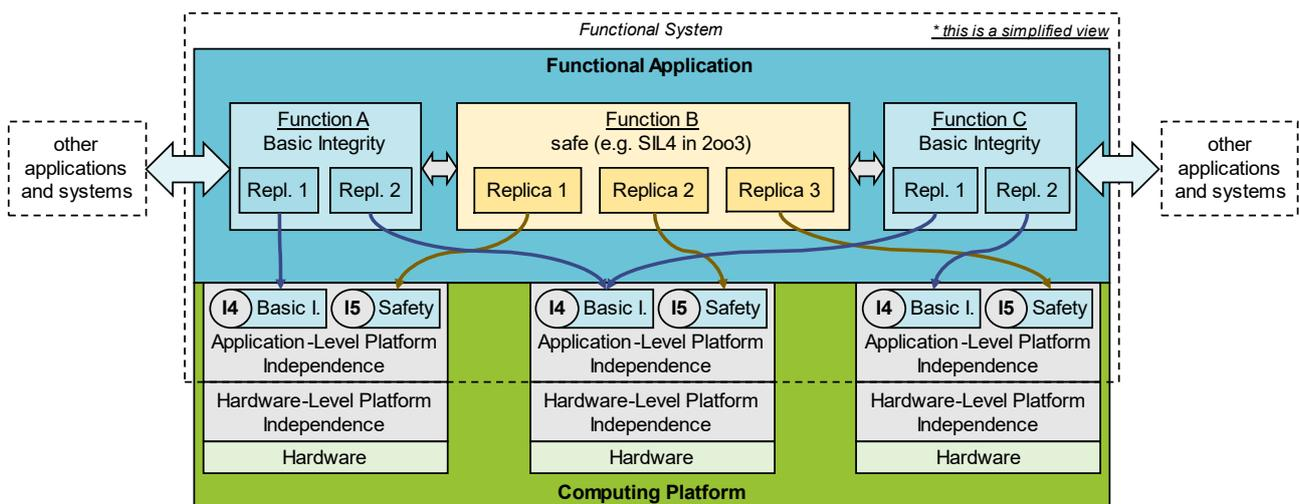 Functional System
* this is a simplified view
Functional Application
other
applications
and systems
Function A
Basic Integrity
Repl. 1
Repl. 2
Function B
safe (e.g. SIL4 in 2oo3)
Replica 1
Replica 2
Replica 3
Function C
Basic Integrity
Repl. 1
Repl. 2
other
applications
and systems
I4
Basic I.
I5
Safety
Application-Level Platform
Independence
Hardware-Level Platform
Independence
Hardware
I4
Basic I.
I5
Safety
Application-Level Platform
Independence
Hardware-Level Platform
Independence
Hardware
I4
Basic I.
I5
Safety
Application-Level Platform
Independence
Hardware-Level Platform
Independence
Hardware
Computing Platform